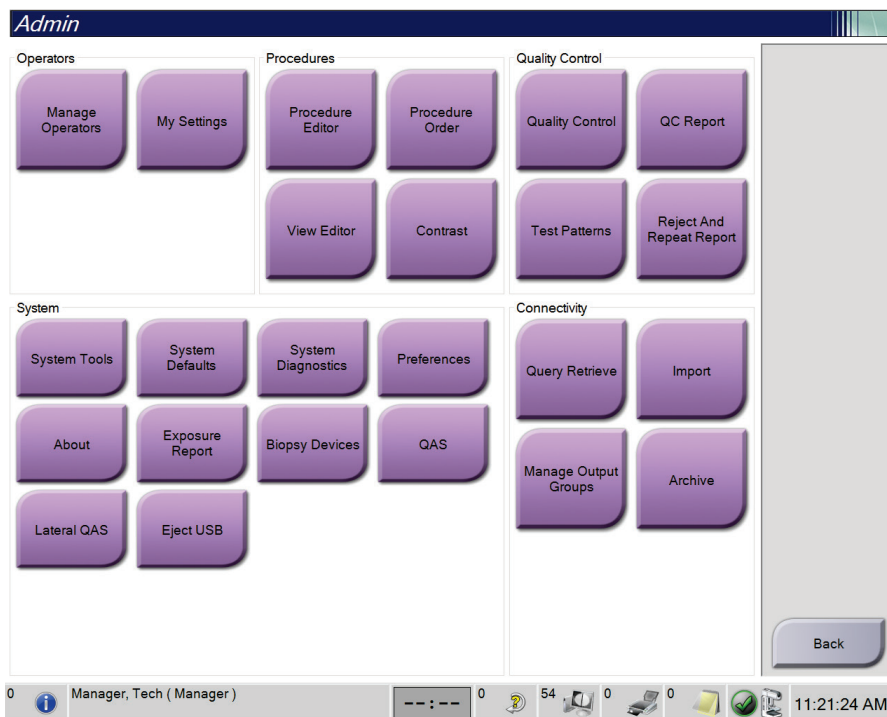 Admin
Operators
Manage
Operators
My Settings
Procedures
Procedure
Editor
Procedure
Order
View Editor
Contrast
Quality Control
Quality Control
QC Report
Test Patterns
Reject And
Repeat Report
System
System Tools
System
Defaults
System
Diagnostics
Preferences
About
Exposure
Report
Biopsy Devices
QAS
Lateral QAS
Eject USB
Connectivity
Query Retrieve
Import
Manage Output
Groups
Archive
Back
0
Manager, Tech ( Manager )
--:--
0
54
0
0
11:21:24 AM